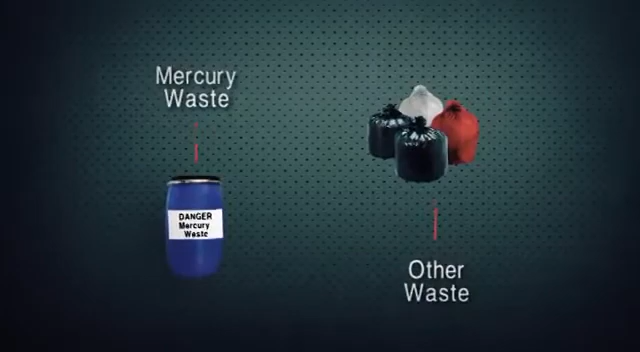 Mercury
Waste
DANGER
Mercury
Waste
Other
Waste